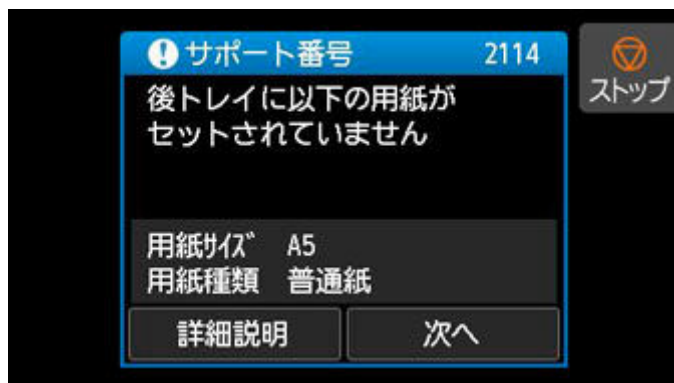 サポート番号 2114
ストップ
後トレイに以下の用紙が
セットされていません
用紙ｻｲｽﾞ A5
用紙種類 普通紙
詳細説明 次へ